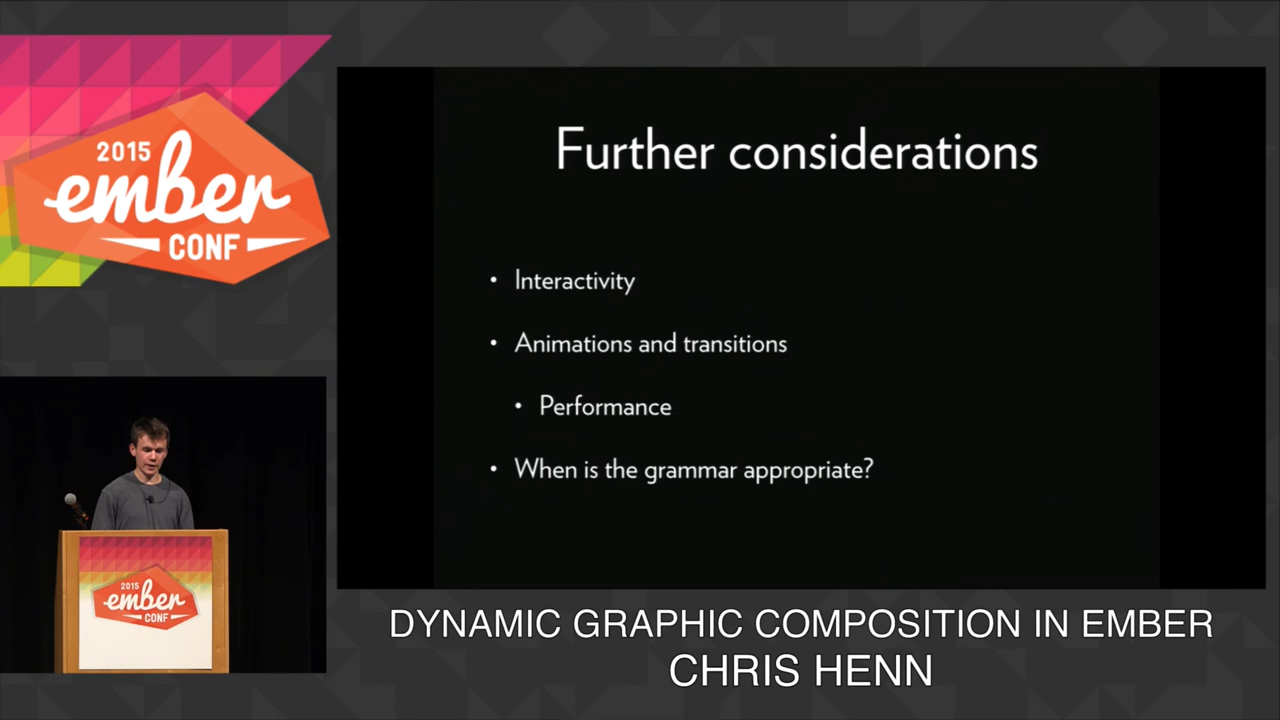 2015
ember
CONF
Further considerations
• Interactivity
• Animations and transitions
• Performance
• When is the grammar appropriate?
2015
ember
CONF
DYNAMIC GRAPHIC COMPOSITION IN EMBER
CHRIS HENN